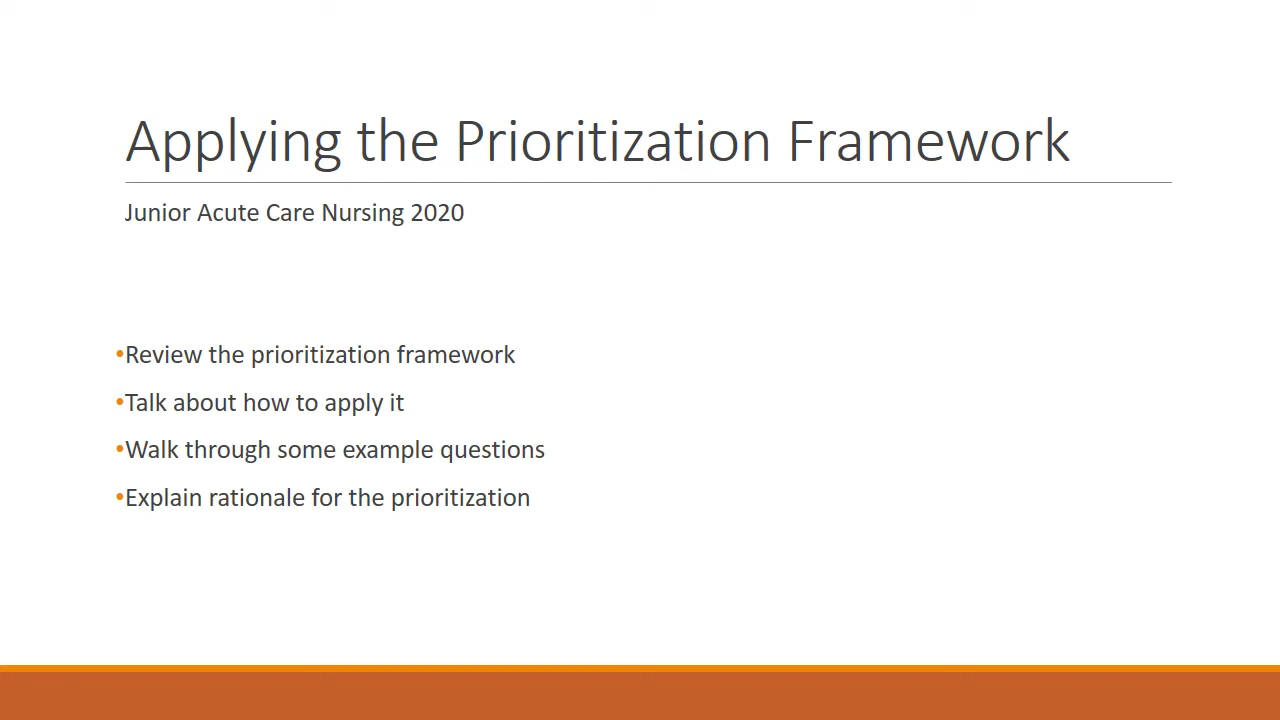 Applying the Prioritization Framework
Junior Acute Care Nursing 2020
•Review the prioritization framework
•Talk about how to apply it
•Walk through some example questions
•Explain rationale for the prioritization